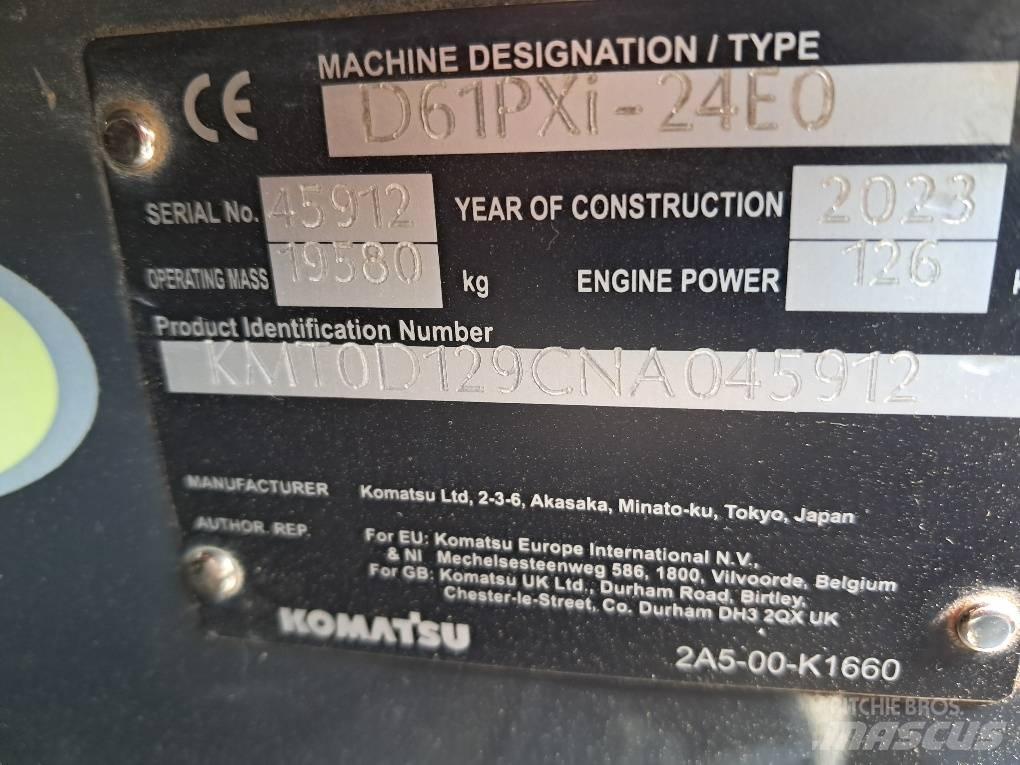 CE
MACHINE DESIGNATION / TYPE
D61PXi-24E0
SERIAL No. 45912 YEAR OF CONSTRUCTION 2023
OPERATING MASS 19580 kg ENGINE POWER 126
Product Identification Number
KMT0D129CNA045912
MANUFACTURER Komatsu Ltd, 2-3-6, Akasaka, Minato-ku, Tokyo, Japan
AUTHOR. REP. For EU: Komatsu Europe International N.V.,
& NI Mechelsesteenweg 586, 1800, Vilvoorde, Belgium
For GB: Komatsu UK Ltd., Durham Road, Birtley,
Chester-le-Street, Co. Durham DH3 2QX UK
KOMATSU
2A5-00-K1660
RITCHIE BROS.
MASCUS